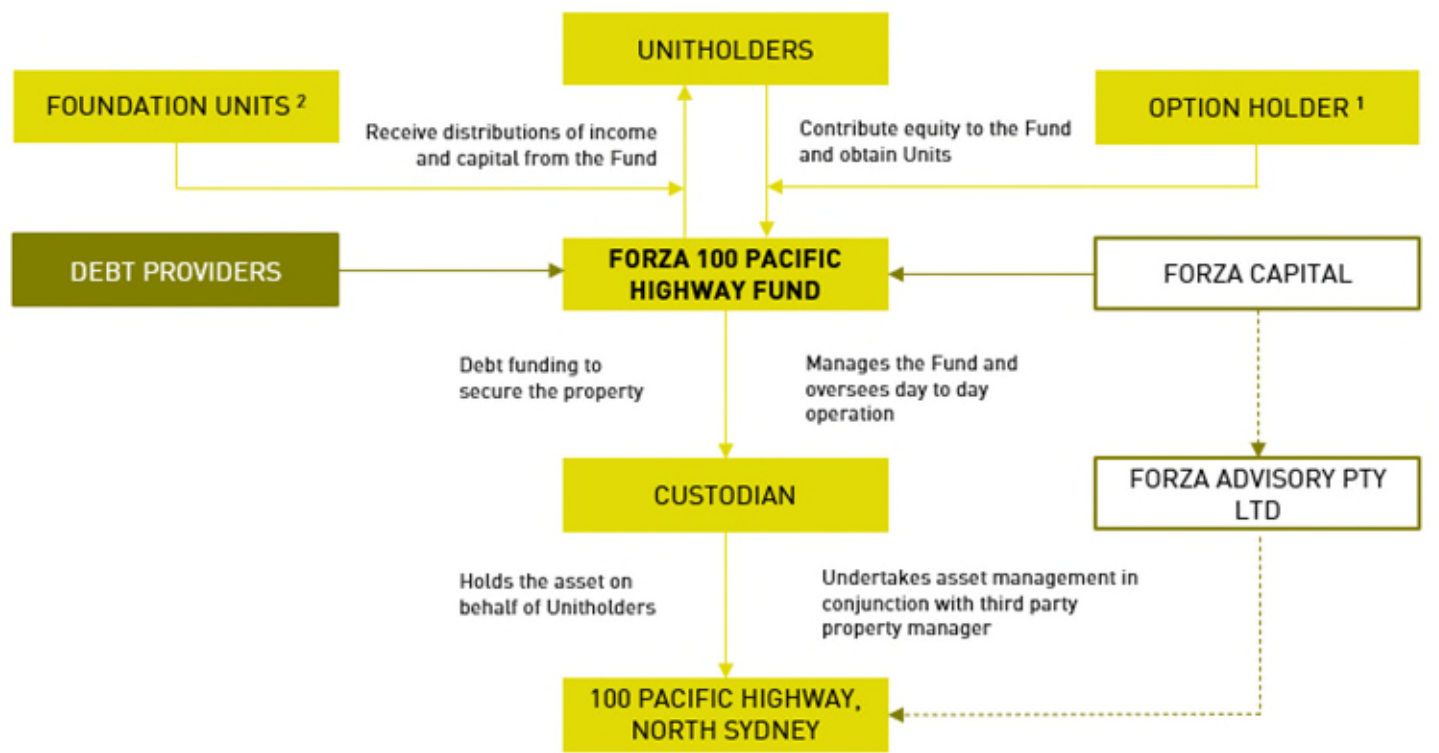 UNITHOLDERS
FOUNDATION UNITS ²
OPTION HOLDER ¹
Receive distributions of income
and capital from the Fund
Contribute equity to the Fund
and obtain Units
DEBT PROVIDERS
FORZA 100 PACIFIC
HIGHWAY FUND
FORZA CAPITAL
Debt funding to
secure the property
Manages the Fund and
oversees day to day
operation
CUSTODIAN
FORZA ADVISORY PTY
LTD
Holds the asset on
behalf of Unitholders
Undertakes asset management in
conjunction with third party
property manager
100 PACIFIC HIGHWAY,
NORTH SYDNEY